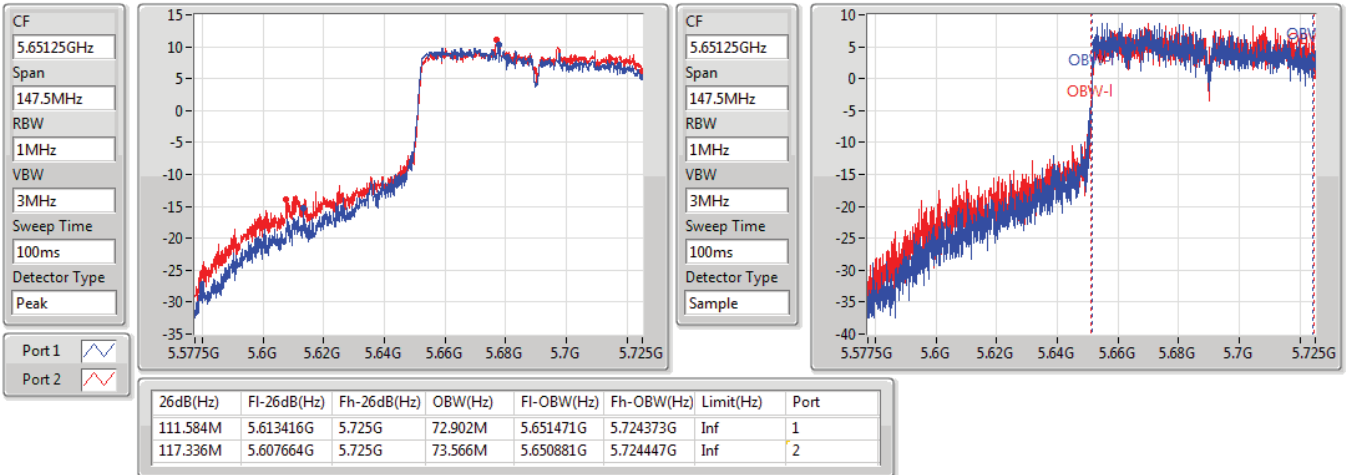 CF
5.65125GHz
Span
147.5MHz
RBW
1MHz
VBW
3MHz
Sweep Time
100ms
Detector Type
Peak
Port 1
Port 2
15
10
5
0
-5
-10
-15
-20
-25
-30
-35
5.5775G 5.6G 5.62G 5.64G 5.66G 5.68G 5.7G 5.725G
CF
5.65125GHz
Span
147.5MHz
RBW
1MHz
VBW
3MHz
Sweep Time
100ms
Detector Type
Sample
10
5
0
-5
-10
-15
-20
-25
-30
-35
-40
OBW-l
5.5775G 5.6G 5.62G 5.64G 5.66G 5.68G 5.7G 5.725G
26dB(Hz) Fl-26dB(Hz) Fh-26dB(Hz) OBW(Hz) Fl-OBW(Hz) Fh-OBW(Hz) Limit(Hz) Port
111.584M 5.613416G 5.725G 72.902M 5.651471G 5.724373G Inf 1
117.336M 5.607664G 5.725G 73.566M 5.650881G 5.724447G Inf 2